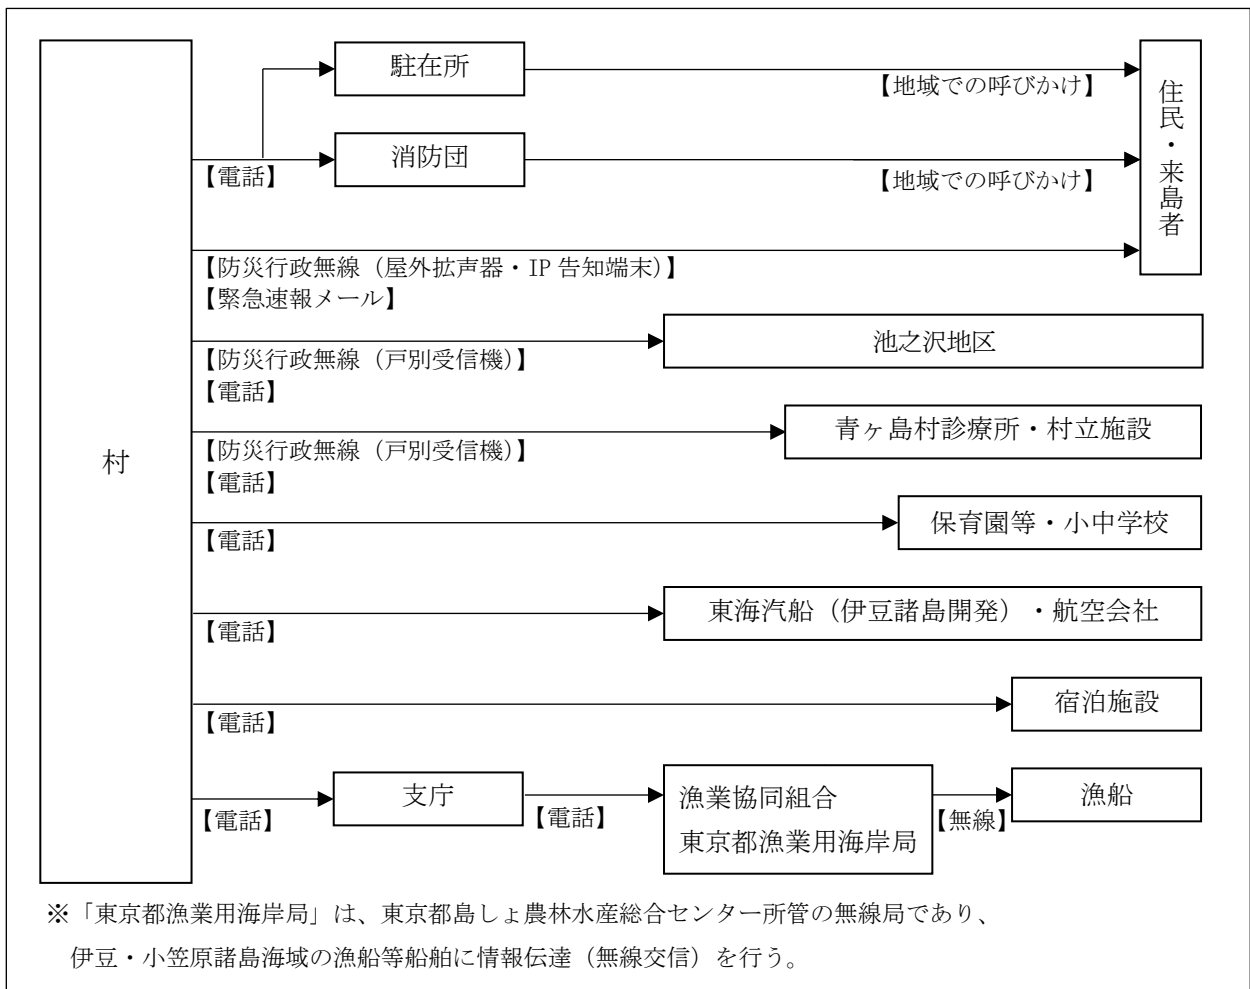 村
駐在所
【地域での呼びかけ】
消防団
【電話】
【地域での呼びかけ】
住民・来島者
【防災行政無線（屋外拡声器・IP 告知端末）】
【緊急速報メール】
池之沢地区
【防災行政無線（戸別受信機）】
【電話】
青ヶ島村診療所・村立施設
【防災行政無線（戸別受信機）】
【電話】
保育園等・小中学校
【電話】
東海汽船（伊豆諸島開発）・航空会社
【電話】
宿泊施設
【電話】
支庁
【電話】
【電話】
漁業協同組合
東京都漁業用海岸局
【無線】
漁船
※「東京都漁業用海岸局」は、東京都島しょ農林水産総合センター所管の無線局であり、
伊豆・小笠原諸島海域の漁船等船舶に情報伝達（無線交信）を行う。